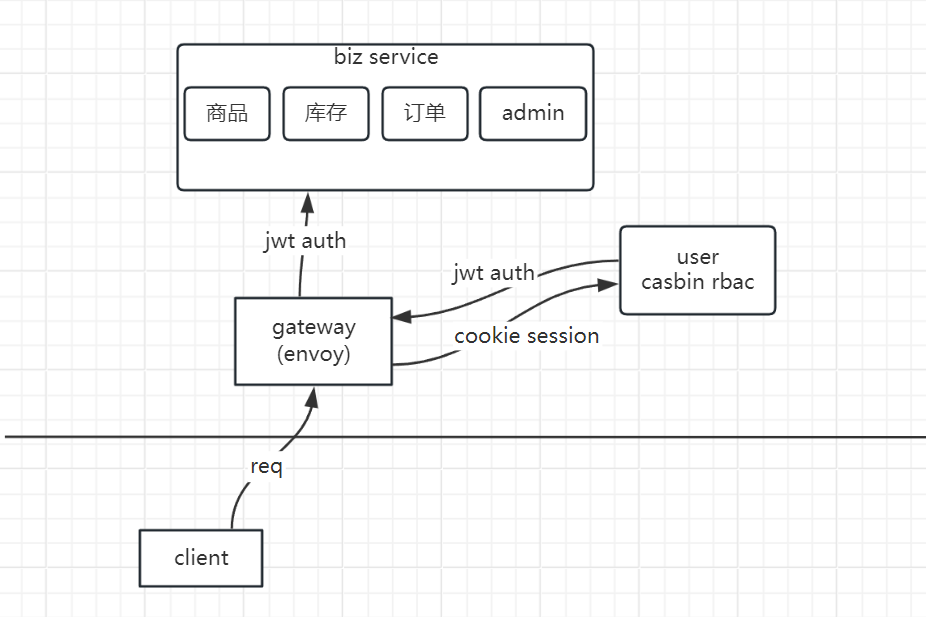 biz service
商品
库存
订单
admin
jwt auth
user
casbin rbac
jwt auth
gateway
(envoy)
cookie session
req
client